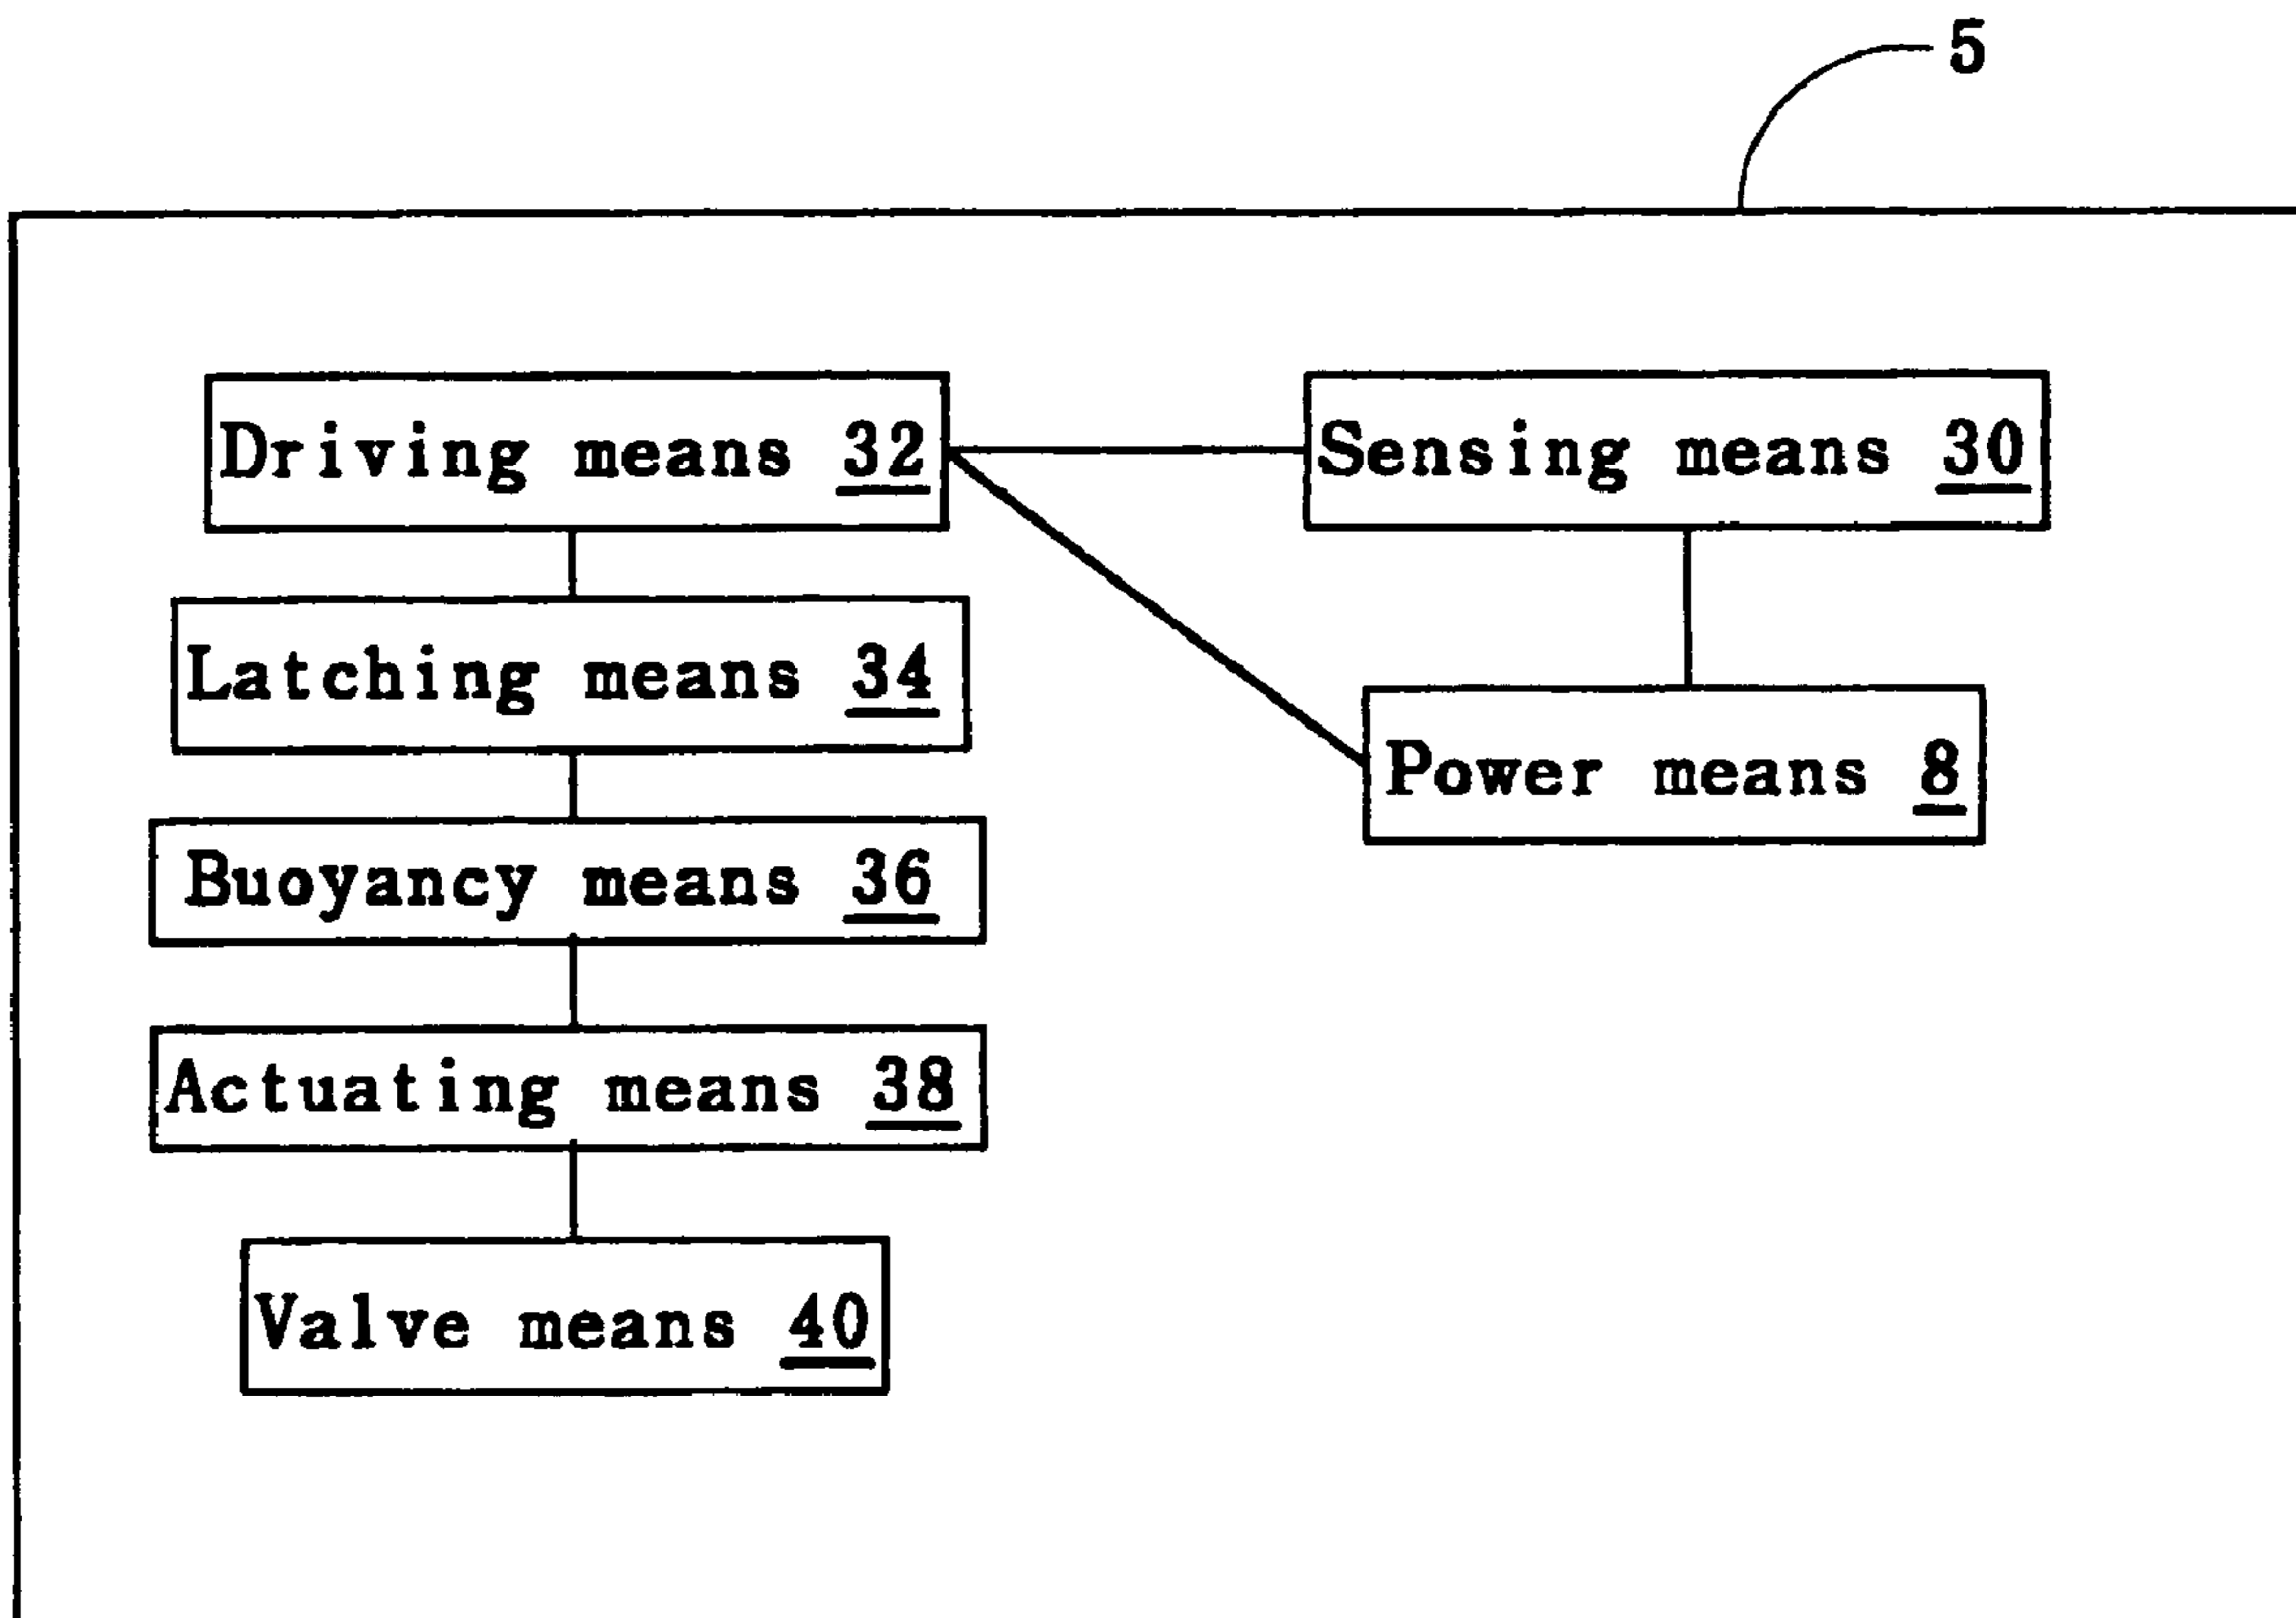 5
Driving means 32
Sensing means 30
Latching means 34
Power means 8
Buoyancy means 36
Actuating means 38
Valve means 40